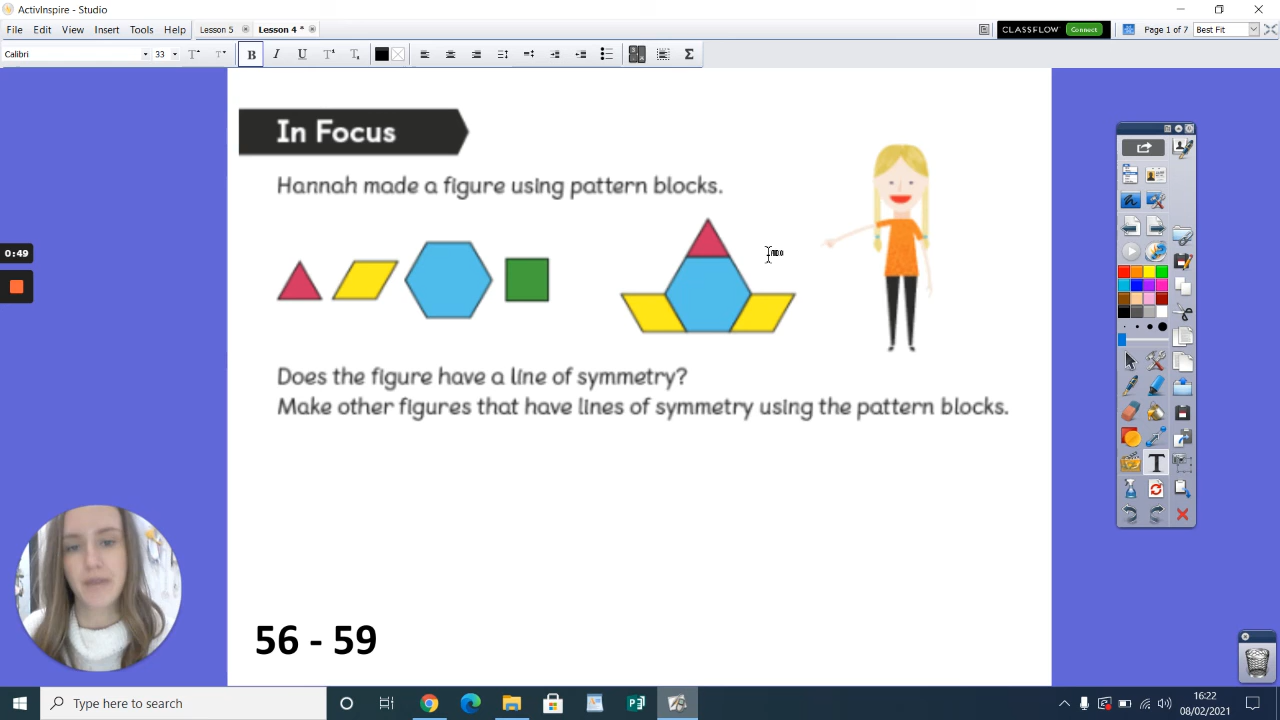 ActivInspire - Studio
File Edit View Insert Tools Help
Lesson 5
Lesson 4 *
CLASSFLOW Connect
Page 1 of 7
Best Fit
Calibri
33
B I U T T
In Focus
Hannah made a figure using pattern blocks.
0:49
Does the figure have a line of symmetry?
Make other figures that have lines of symmetry using the pattern blocks.
56 - 59
Type here to search
16:22
08/02/2021